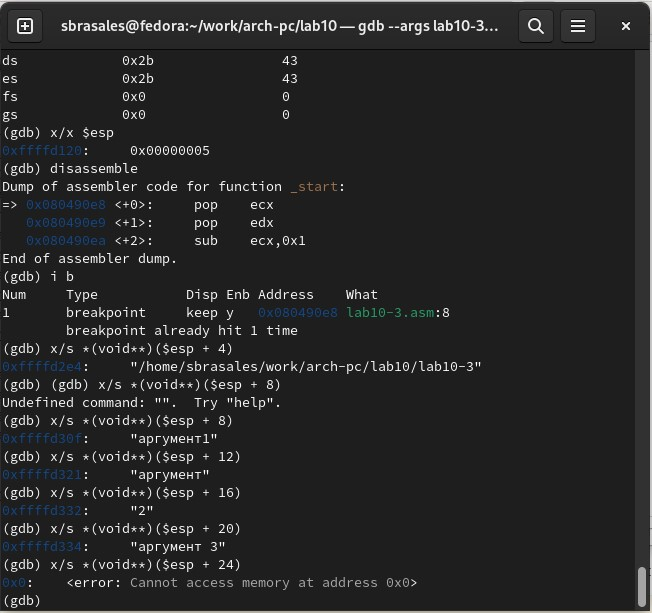 sbrasales@fedora:~/work/arch-pc/lab10 — gdb --args lab10-3...
ds 0x2b 43
es 0x2b 43
fs 0x0 0
gs 0x0 0
(gdb) x/x $esp
0xffffd120: 0x00000005
(gdb) disassemble
Dump of assembler code for function _start:
=> 0x080490e8 <+0>: pop ecx
0x080490e9 <+1>: pop edx
0x080490ea <+2>: sub ecx,0x1
End of assembler dump.
(gdb) i b
Num Type Disp Enb Address What
1 breakpoint keep y 0x080490e8 lab10-3.asm:8
breakpoint already hit 1 time
(gdb) x/s *(void**)($esp + 4)
0xffffd2e4: "/home/sbrasales/work/arch-pc/lab10/lab10-3"
(gdb) (gdb) x/s *(void**)($esp + 8)
Undefined command: "". Try "help".
(gdb) x/s *(void**)($esp + 8)
0xffffd30f: "аргумент1"
(gdb) x/s *(void**)($esp + 12)
0xffffd321: "аргумент"
(gdb) x/s *(void**)($esp + 16)
0xffffd332: "2"
(gdb) x/s *(void**)($esp + 20)
0xffffd334: "аргумент 3"
(gdb) x/s *(void**)($esp + 24)
0x0: <error: Cannot access memory at address 0x0>
(gdb)